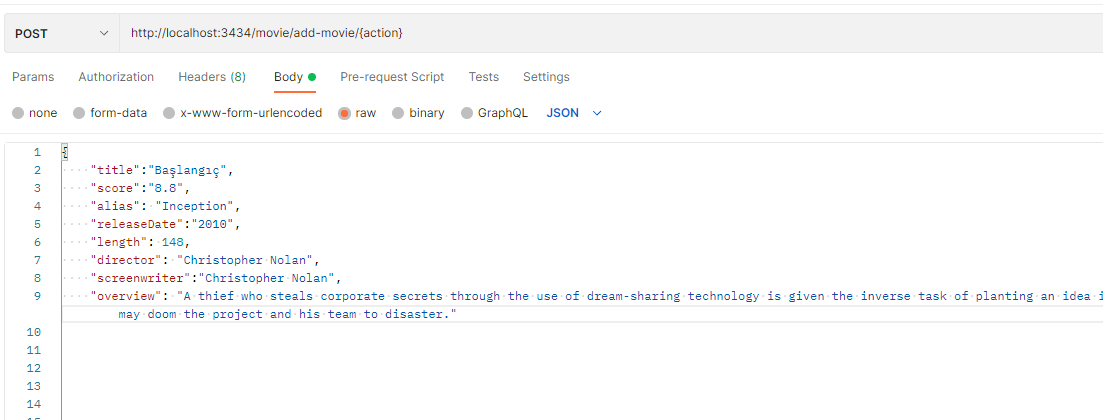 POST http://localhost:3434/movie/add-movie/{action}
Params Authorization Headers (8) Body Pre-request Script Tests Settings
none form-data x-www-form-urlencoded raw binary GraphQL JSON
1 {
2 "title":"Başlangıç",
3 "score":"8.8",
4 "alias": "Inception",
5 "releaseDate":"2010",
6 "length": 148,
7 "director": "Christopher Nolan",
8 "screenwriter":"Christopher Nolan",
9 "overview": "A thief who steals corporate secrets through the use of dream-sharing technology is given the inverse task of planting an idea
may doom the project and his team to disaster."
10
11
12
13
14